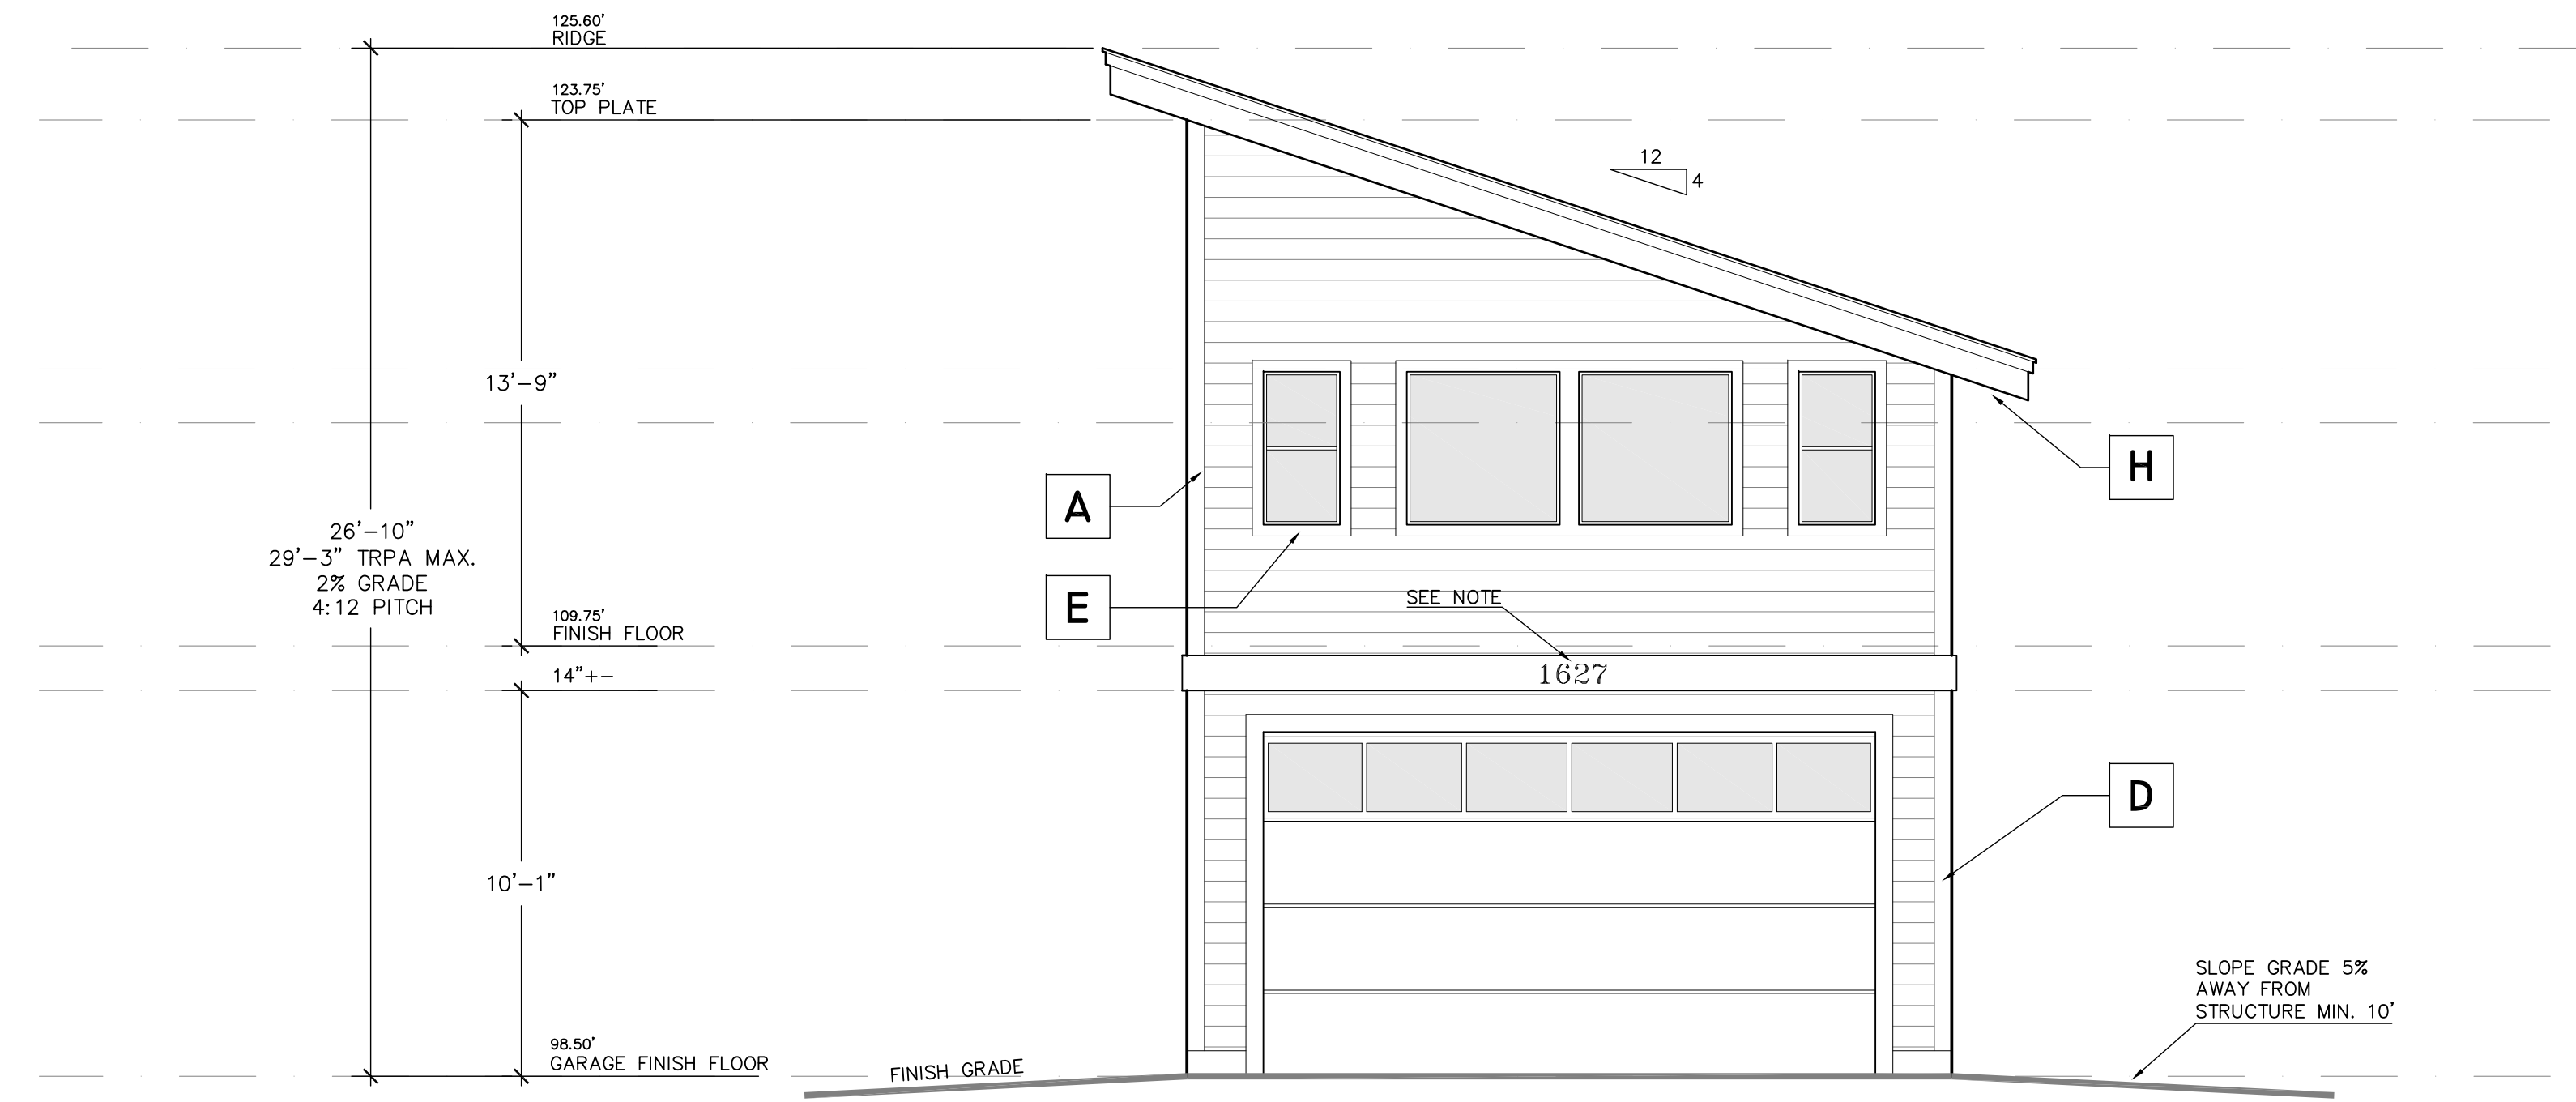 125.60'
RIDGE
123.75'
TOP PLATE
12
4
13'-9"
26'-10"
29'-3" TRPA MAX.
2% GRADE
4:12 PITCH
A
H
E
SEE NOTE
109.75'
FINISH FLOOR
14"+-
1627
D
10'-1"
SLOPE GRADE 5%
AWAY FROM
STRUCTURE MIN. 10'
98.50'
GARAGE FINISH FLOOR
FINISH GRADE